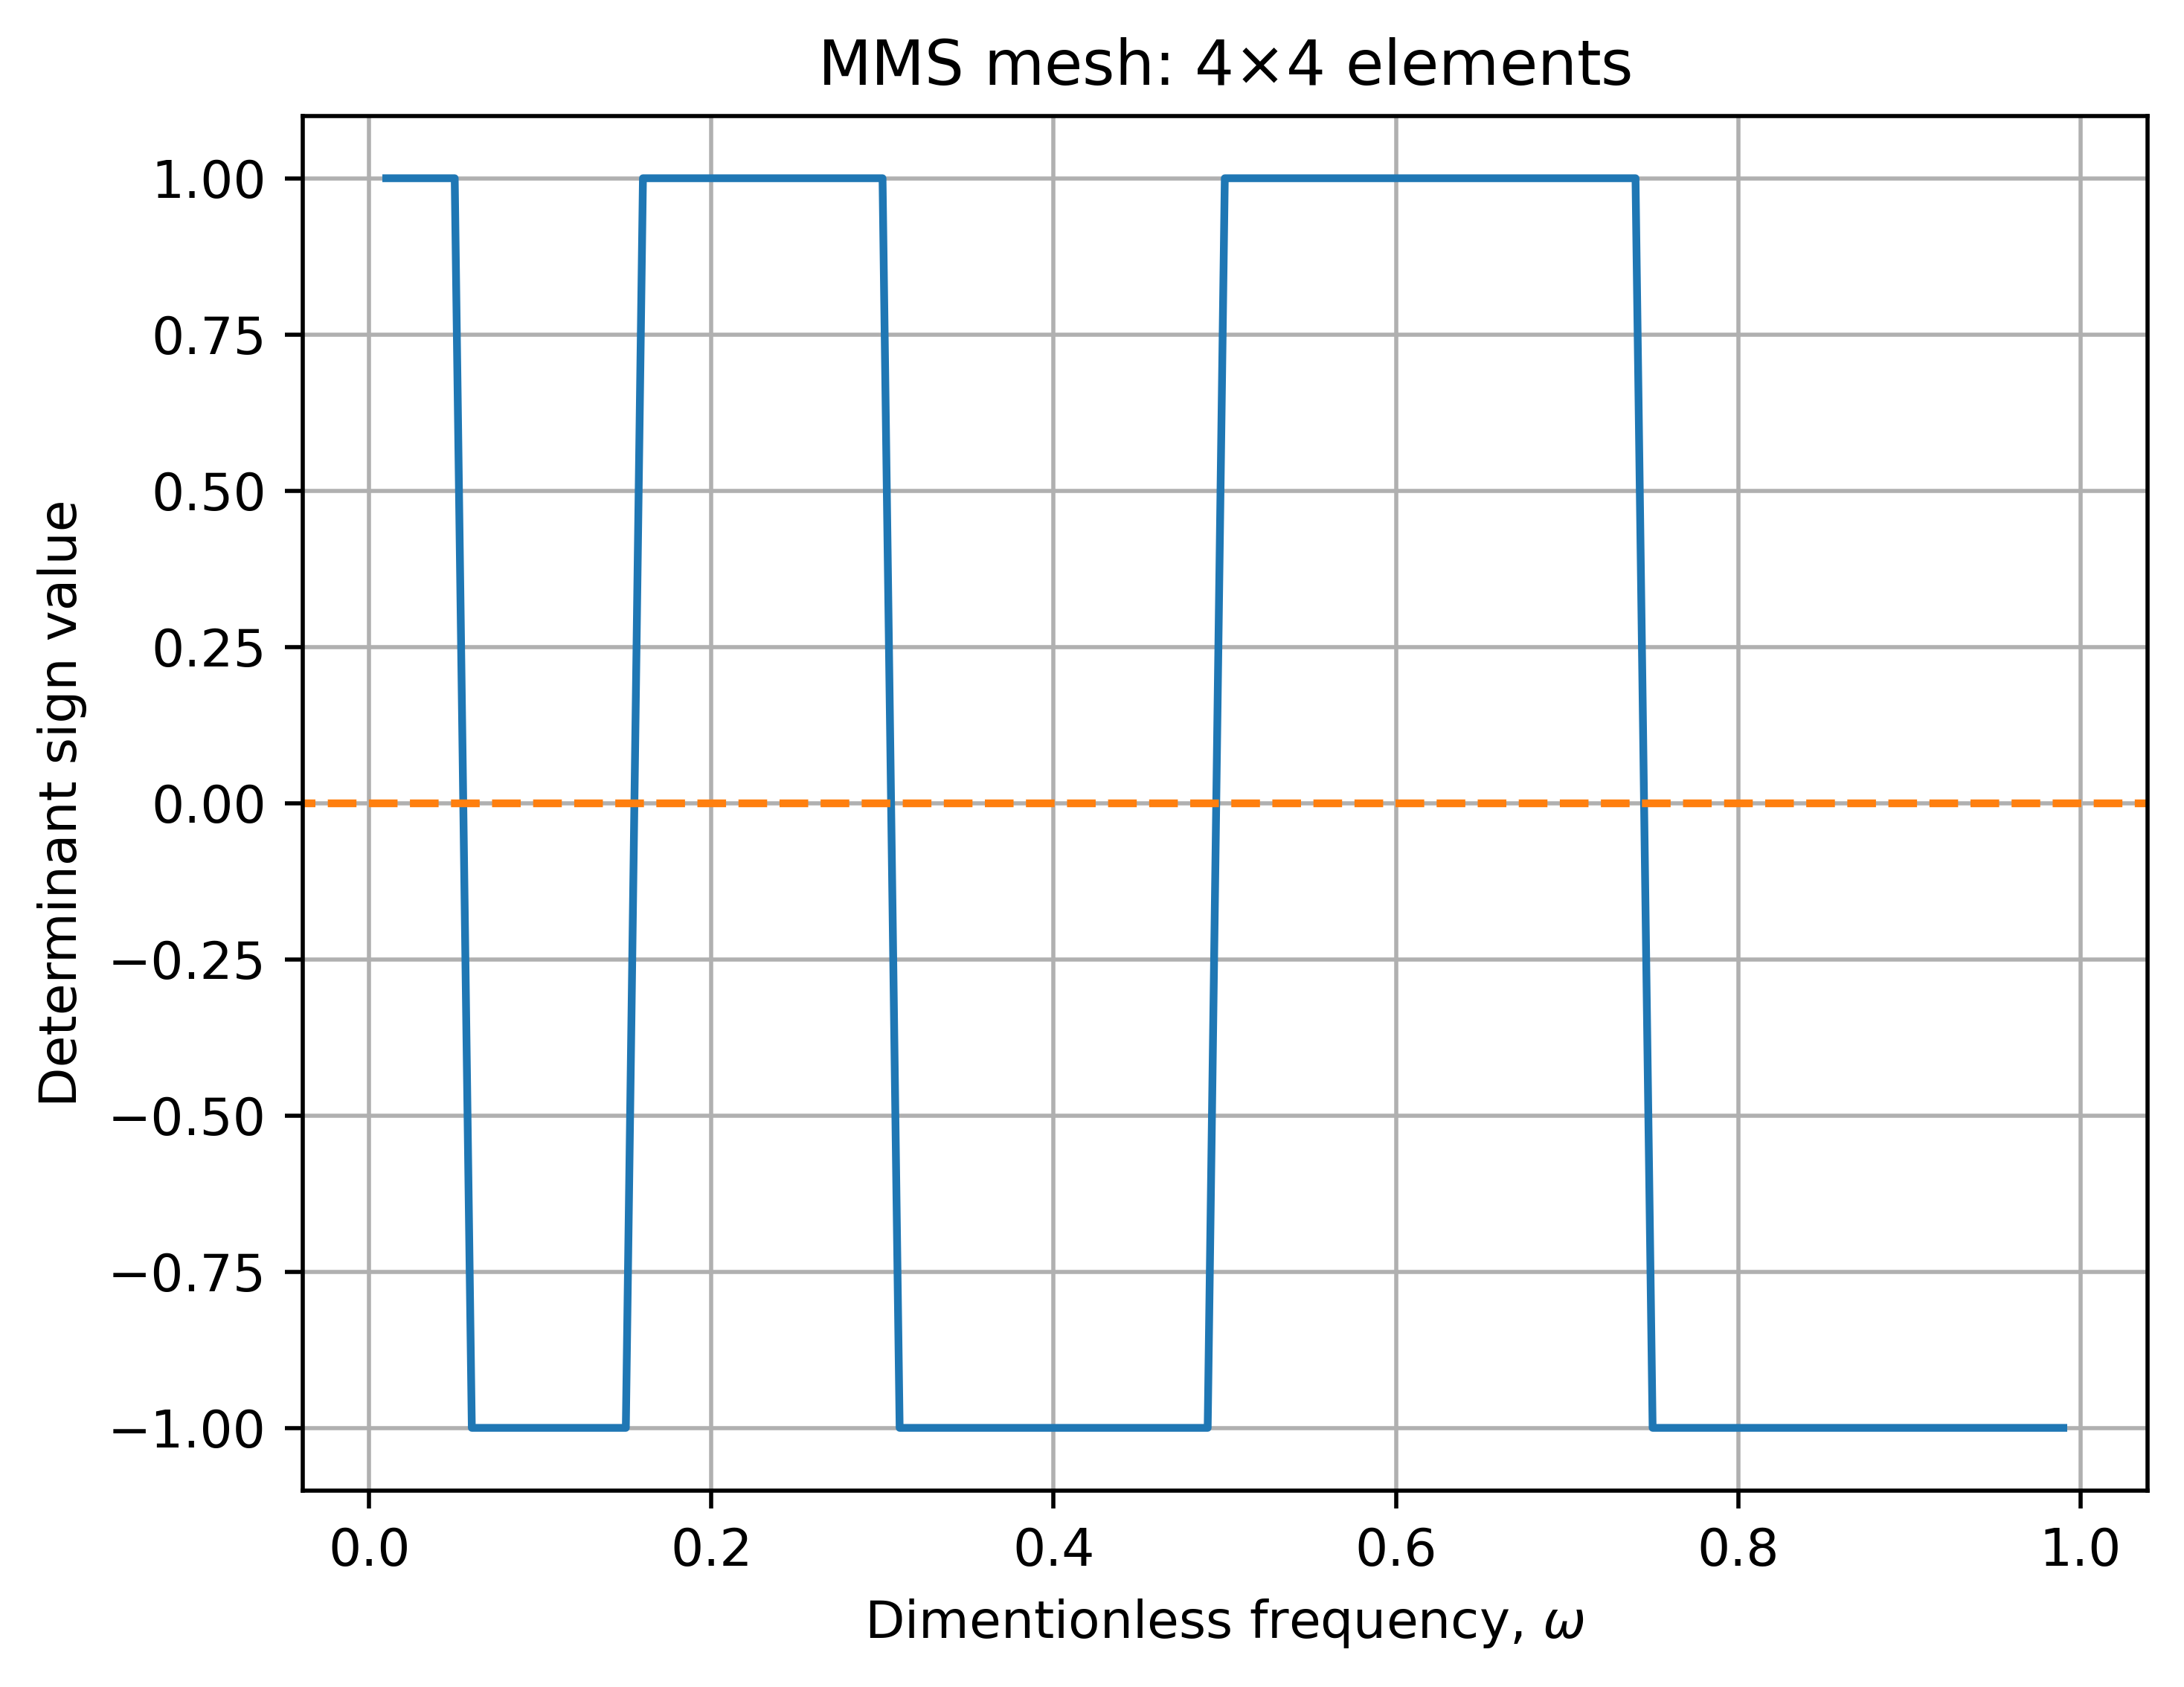 MMS mesh: 4×4 elements
1.00
0.75
0.50
0.25
0.00
−0.25
−0.50
−0.75
−1.00
Determinant sign value
0.0 0.2 0.4 0.6 0.8 1.0
Dimentionless frequency, ω